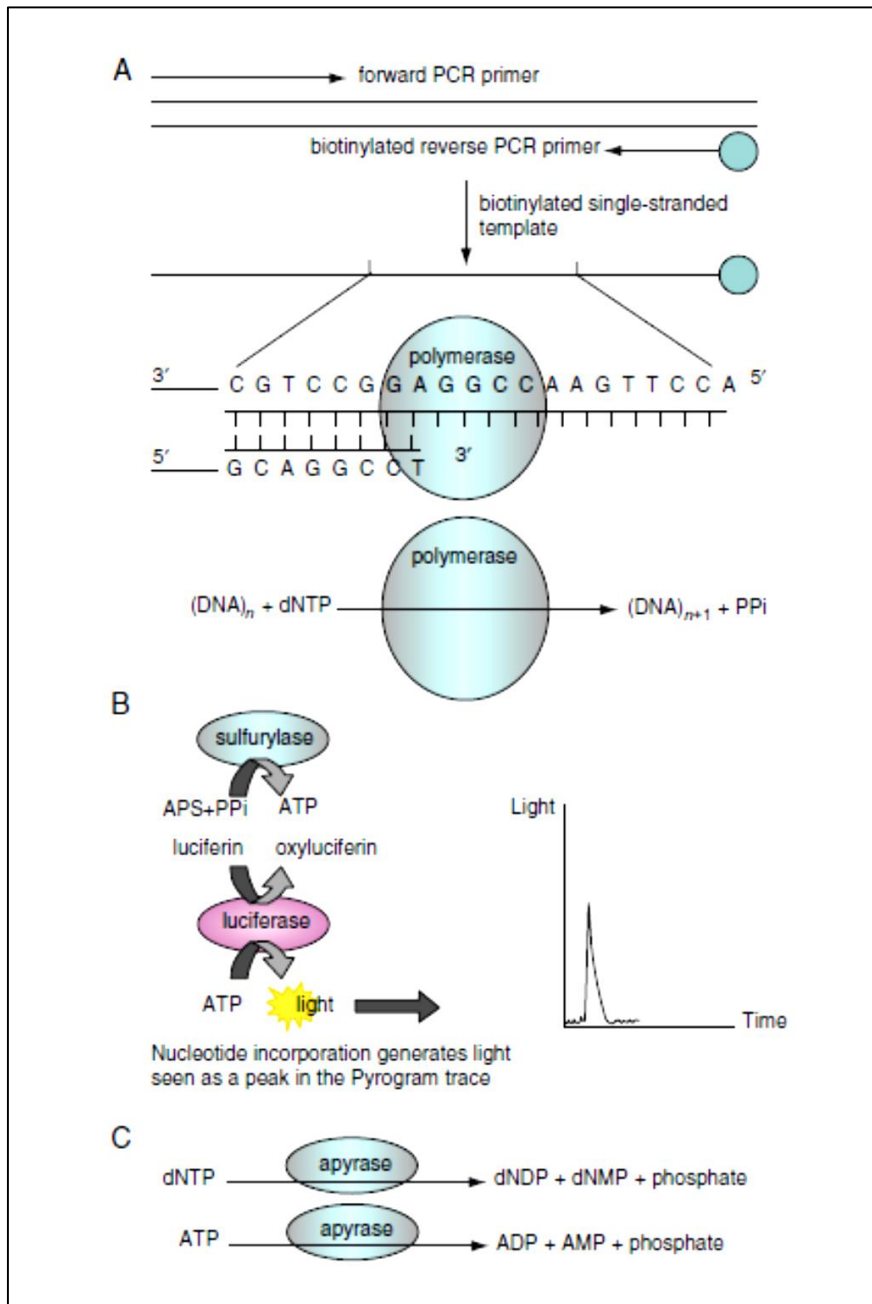 A
forward PCR primer
biotinylated reverse PCR primer
biotinylated single-stranded
template
polymerase
3′ C G T C C G G A G G C C A A G T T C C A 5′
3′
5′ G C A G G C C T
polymerase
(DNA)n + dNTP (DNA)n+1 + PPi
B
sulfurylase
APS+PPi ATP
luciferin oxyluciferin
luciferase
ATP light
Nucleotide incorporation generates light
seen as a peak in the Pyrogram trace
Light
Time
C
apyrase
dNTP dNDP + dNMP + phosphate
apyrase
ATP ADP + AMP + phosphate